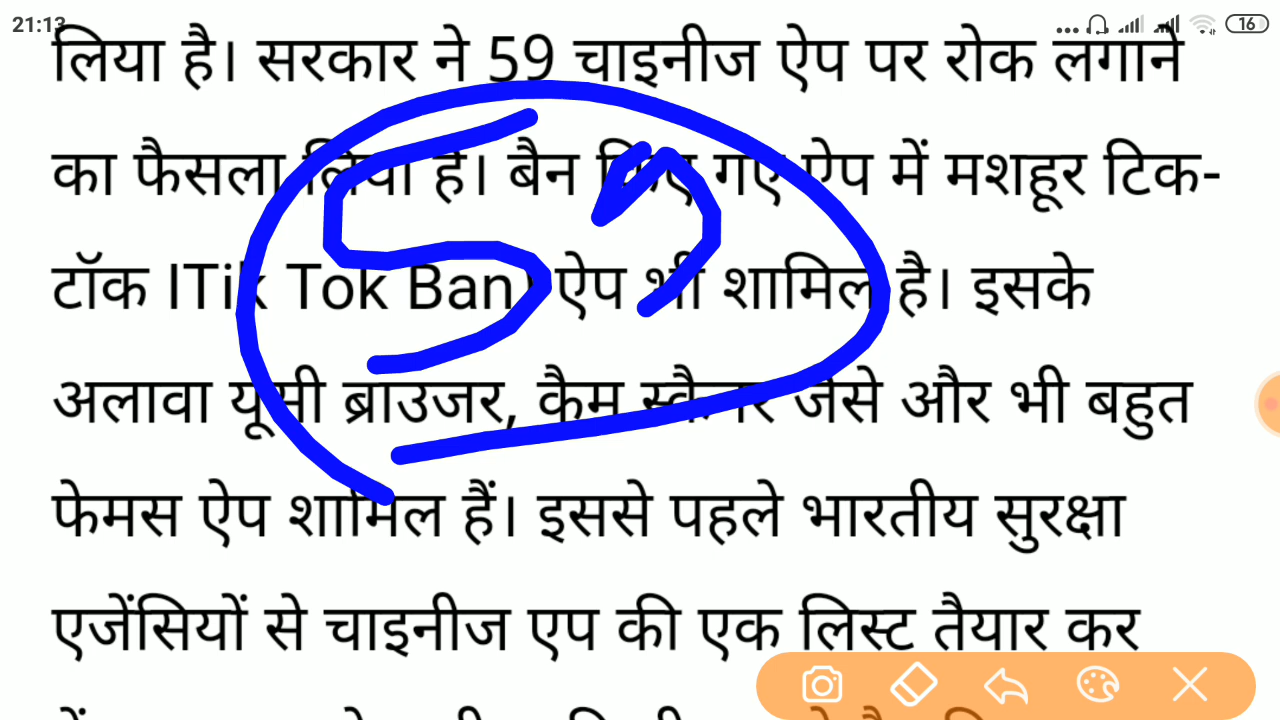 21:13
16
लिया है। सरकार ने 59 चाइनीज ऐप पर रोक लगाने
का फैसला लिया है। बैन किए गए ऐप में मशहूर टिक-
टॉक ।Tik Tok Ban) ऐप भी शामिल है। इसके
59
अलावा यूसी ब्राउजर, कैम स्कैनर जैसे और भी बहुत
फेमस ऐप शामिल हैं। इससे पहले भारतीय सुरक्षा
एजेंसियों से चाइनीज एप की एक लिस्ट तैयार कर